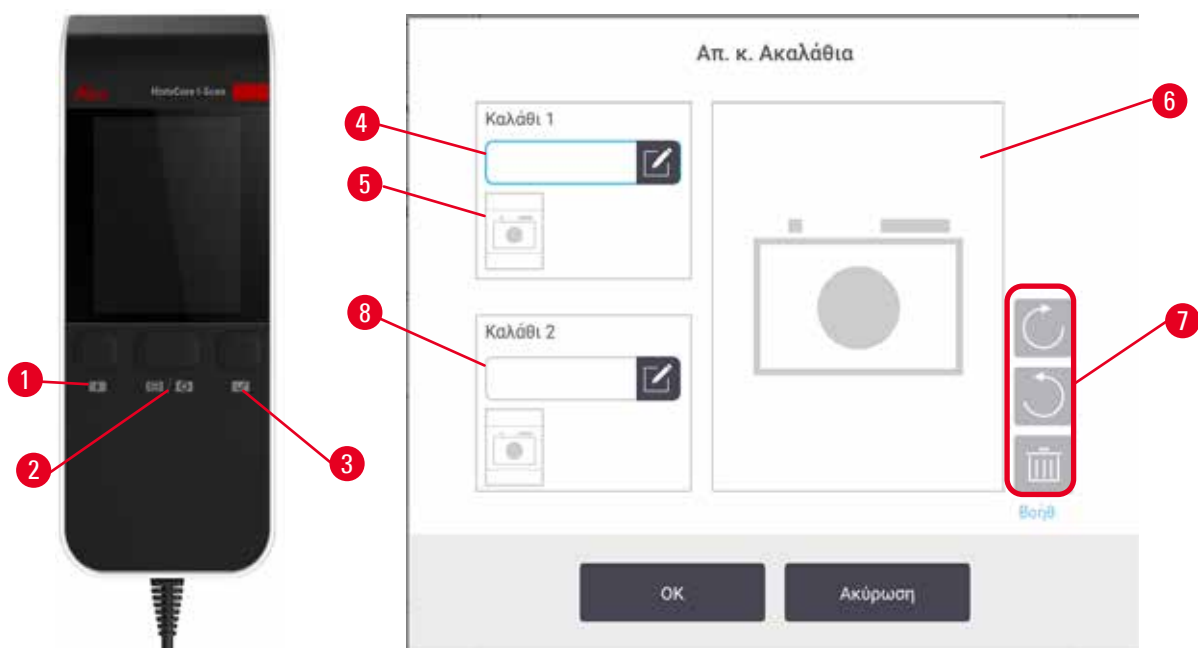 Leica
HistoCore I-Scan
1
2
3
Απ. κ. Ακαλάθια
Καλάθι 1
4
5
Καλάθι 2
8
6
7
Βοήθ
OK
Ακύρωση